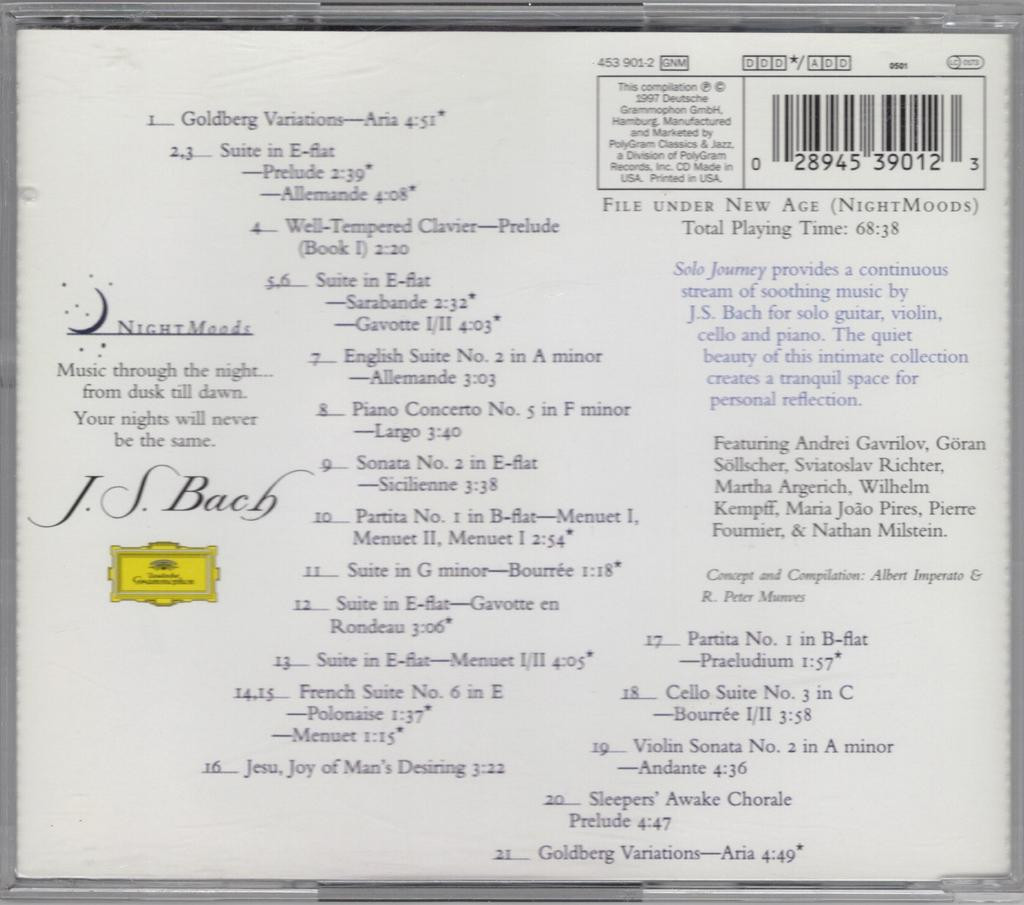 453 901-2 GNM DDD*/ADD 0501 LC 0173
This compilation ℗ ©
1997 Deutsche
Grammophon GmbH,
Hamburg. Manufactured
and Marketed by
PolyGram Classics & Jazz,
a Division of PolyGram
Records, Inc. CD Made in
USA. Printed in USA.
0 28945 39012 3
FILE UNDER NEW AGE (NIGHTMOODS)
Total Playing Time: 68:38
1 Goldberg Variations—Aria 4:51*
2,3 Suite in E-flat
—Prelude 2:39*
—Allemande 4:08*
4 Well-Tempered Clavier—Prelude
(Book I) 2:20
5,6 Suite in E-flat
—Sarabande 2:32*
—Gavotte I/II 4:03*
7 English Suite No. 2 in A minor
—Allemande 3:03
8 Piano Concerto No. 5 in F minor
—Largo 3:40
9 Sonata No. 2 in E-flat
—Sicilienne 3:38
10 Partita No. 1 in B-flat—Menuet I,
Menuet II, Menuet I 2:54*
11 Suite in G minor—Bourrée 1:18*
12 Suite in E-flat—Gavotte en
Rondeau 3:06*
13 Suite in E-flat—Menuet I/II 4:05*
14,15 French Suite No. 6 in E
—Polonaise 1:37*
—Menuet 1:15*
16 Jesu, Joy of Man's Desiring 3:22
17 Partita No. 1 in B-flat
—Praeludium 1:57*
18 Cello Suite No. 3 in C
—Bourrée I/II 3:58
19 Violin Sonata No. 2 in A minor
—Andante 4:36
20 Sleepers' Awake Chorale
Prelude 4:47
21 Goldberg Variations—Aria 4:49*
NIGHTMoods
Music through the night...
from dusk till dawn.
Your nights will never
be the same.
J. S. Bach
Deutsche
Grammophon
Solo Journey provides a continuous
stream of soothing music by
J.S. Bach for solo guitar, violin,
cello and piano. The quiet
beauty of this intimate collection
creates a tranquil space for
personal reflection.
Featuring Andrei Gavrilov, Göran
Söllscher, Sviatoslav Richter,
Martha Argerich, Wilhelm
Kempff, Maria João Pires, Pierre
Fournier, & Nathan Milstein.
Concept and Compilation: Albert Imperato &
R. Peter Munves